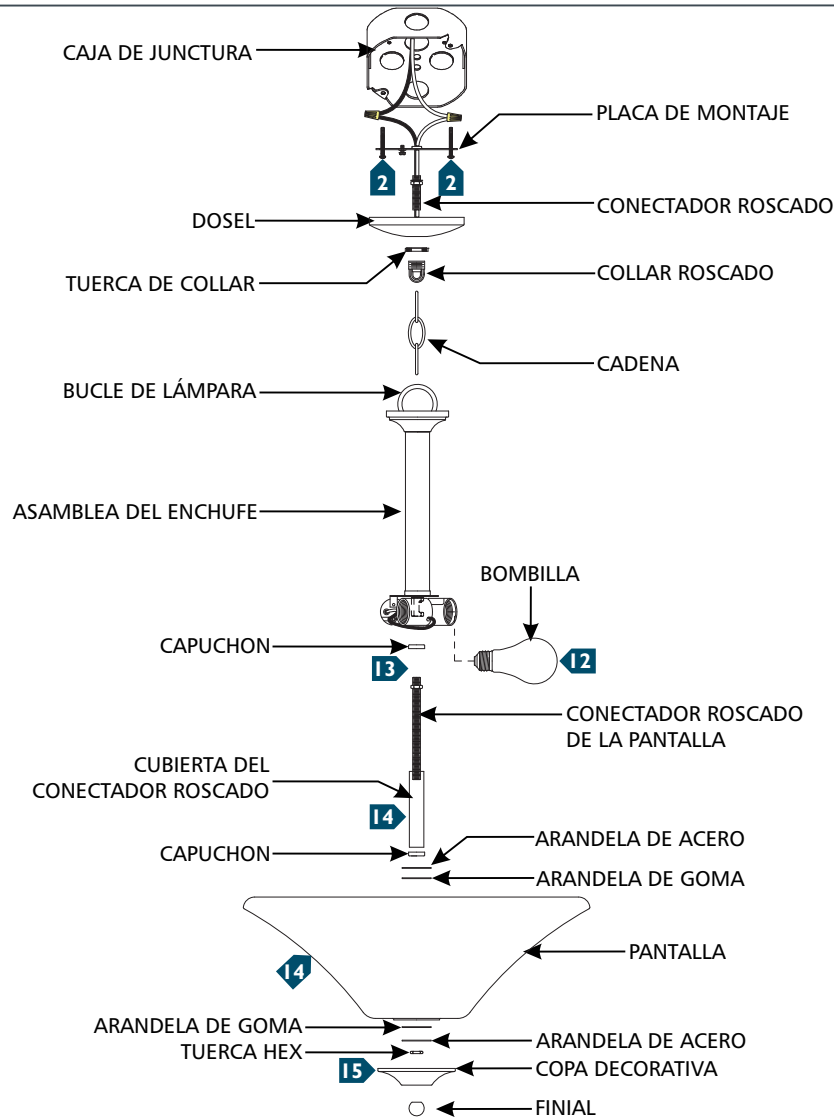 CAJA DE JUNCTURA
PLACA DE MONTAJE
2
2
CONECTADOR ROSCADO
DOSEL
TUERCA DE COLLAR
COLLAR ROSCADO
CADENA
BUCLE DE LÁMPARA
ASAMBLEA DEL ENCHUFE
BOMBILLA
CAPUCHON
13
12
CONECTADOR ROSCADO
DE LA PANTALLA
CUBIERTA DEL
CONECTADOR ROSCADO
14
ARANDELA DE ACERO
CAPUCHON
ARANDELA DE GOMA
PANTALLA
14
ARANDELA DE GOMA
ARANDELA DE ACERO
TUERCA HEX
15
COPA DECORATIVA
FINIAL